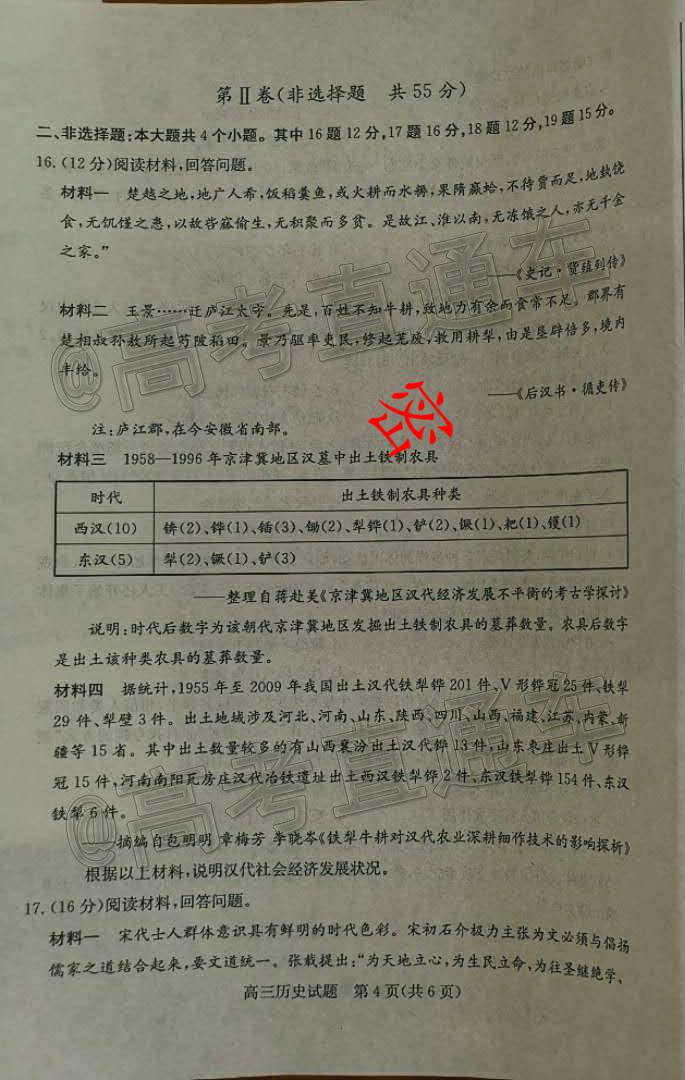 第Ⅱ卷(非选择题 共55分)
二、非选择题:本大题共4个小题。其中16题12分,17题16分,18题12分,19题15分。
16.(12分)阅读材料,回答问题。
材料一 楚越之地,地广人希,饭稻羹鱼,或火耕而水耨,果隋蠃蛤,不待贾而足,地埶饶
食,无饥馑之患,以故呰窳偷生,无积聚而多贫。是故江、淮以南,无冻饿之人,亦无千金
之家。”
——《史记·货殖列传》
材料二 王景……迁庐江太守。先是,百姓不知牛耕,致地力有余而食常不足。郡界有
楚相叔孙敖所起芍陂稻田。景乃驱率吏民,修起芜废,教用耕犁,由是垦辟倍多,境内
丰给。
——《后汉书·循吏传》
注:庐江郡,在今安徽省南部。
材料三 1958—1996年京津冀地区汉墓中出土铁制农具
时代 出土铁制农具种类
西汉(10) 锛(2)、铧(1)、锸(3)、锄(2)、犁铧(1)、铲(2)、镢(1)、耙(1)、镬(1)
东汉(5) 犁(2)、镢(1)、铲(3)
——整理自蒋赴美《京津冀地区汉代经济发展不平衡的考古学探讨》
说明:时代后数字为该朝代京津冀地区发掘出土铁制农具的墓葬数量。农具后数字
是出土该种类农具的墓葬数量。
材料四 据统计,1955年至2009年我国出土汉代铁犁铧201件、V形铧冠25件、铁犁
29件、犁壁3件。出土地域涉及河北、河南、山东、陕西、四川、山西、福建、江苏、内蒙、新
疆等15省。其中出土数量较多的有山西襄汾出土汉代铧13件,山东枣庄出土V形铧
冠15件,河南南阳瓦房庄汉代冶铁遗址出土西汉铁犁铧2件、东汉铁犁铧154件、东汉
铁犁6件。
——摘编自包明明 章梅芳 李晓岑《铁犁牛耕对汉代农业深耕细作技术的影响探析》
根据以上材料,说明汉代社会经济发展状况。
17.(16分)阅读材料,回答问题。
材料一 宋代士人群体意识具有鲜明的时代色彩。宋初石介极力主张为文必须与倡扬
儒家之道结合起来,要文道统一。张载提出:“为天地立心,为生民立命,为往圣继绝学、
高三历史试题 第4页(共6页)
@高考直通车
密
@高考直通车